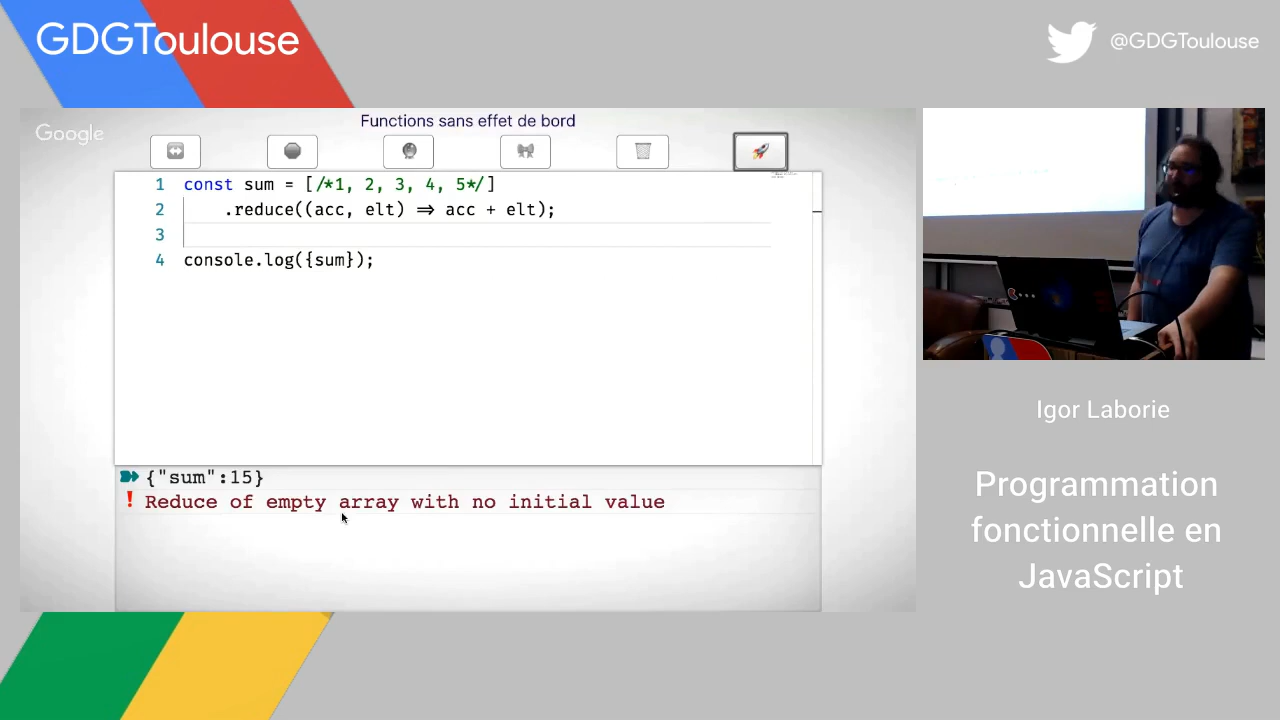 GDGToulouse
@GDGToulouse
Google
Functions sans effet de bord
1 const sum = [/*1, 2, 3, 4, 5*/]
2 .reduce((acc, elt) => acc + elt);
3
4 console.log({sum});
{"sum":15}
! Reduce of empty array with no initial value
Igor Laborie
Programmation
fonctionnelle en
JavaScript